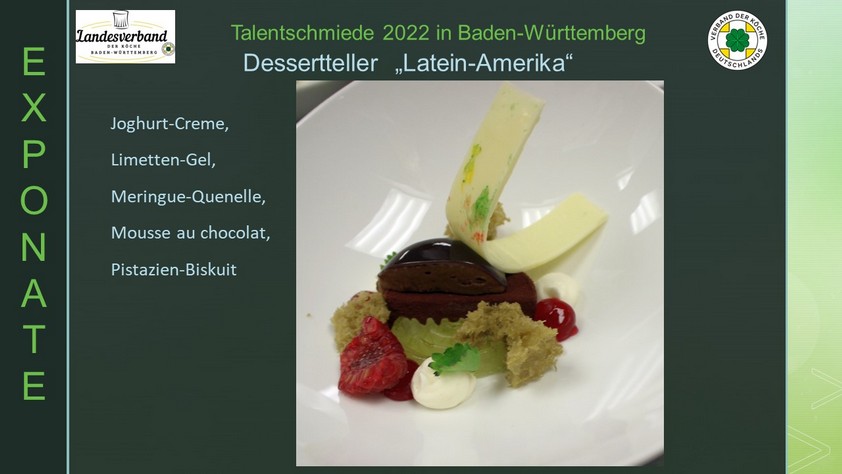 Landesverband
DER KÖCHE
BADEN-WÜRTTEMBERG
Talentschmiede 2022 in Baden-Württemberg
VERBAND DER KÖCHE
DEUTSCHLANDS
Dessertteller „Latein-Amerika“
EXPONATE
Joghurt-Creme,
Limetten-Gel,
Meringue-Quenelle,
Mousse au chocolat,
Pistazien-Biskuit